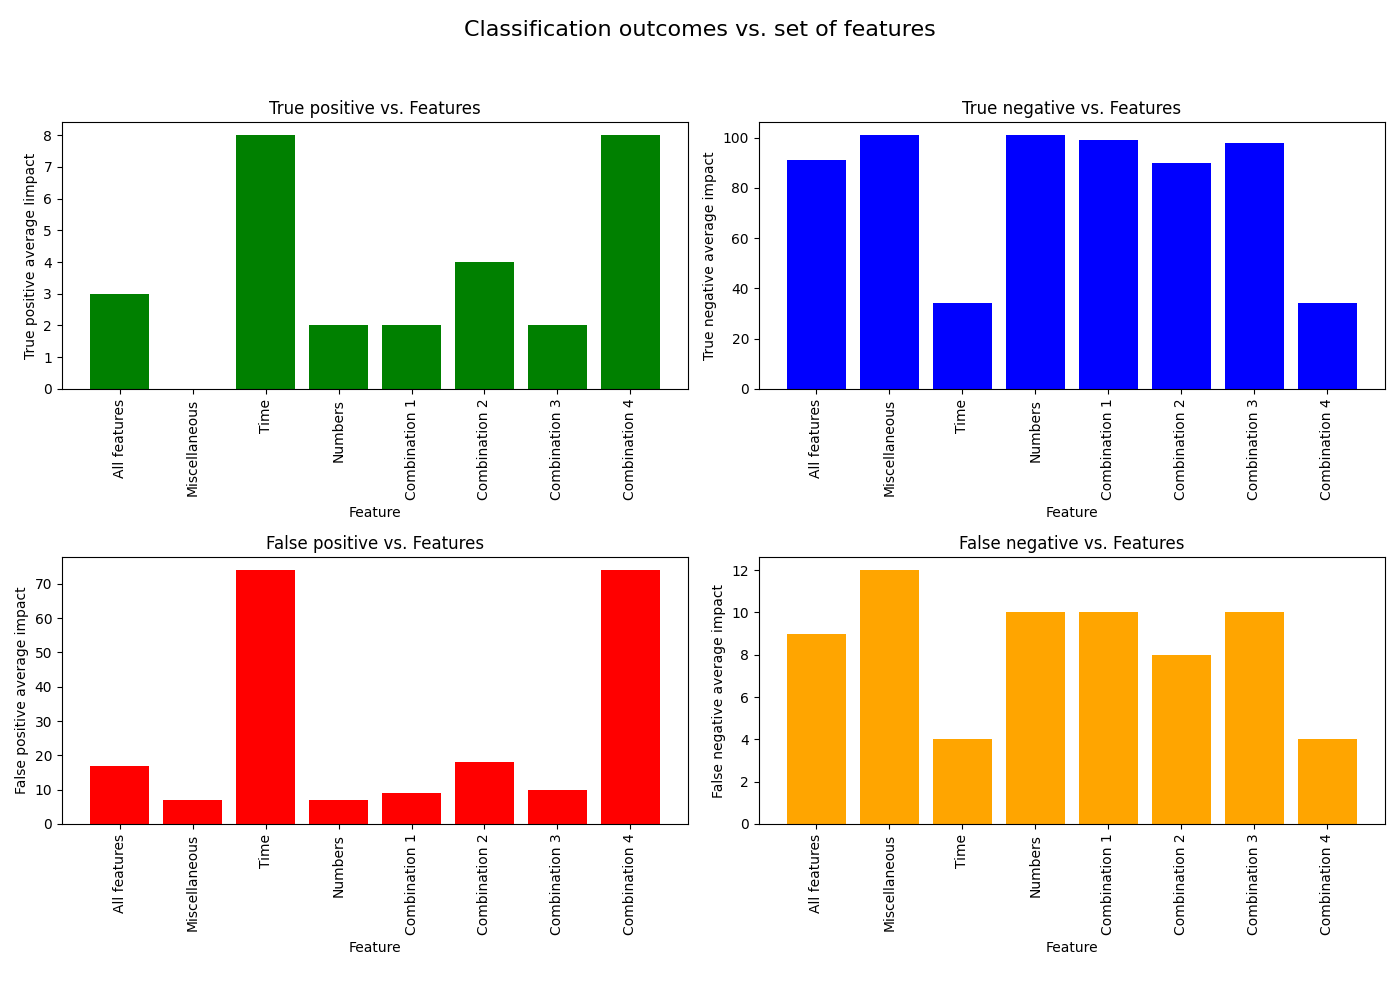 Classification outcomes vs. set of features
True positive vs. Features
True positive average limpact
8
7
6
5
4
3
2
1
0
All features
Miscellaneous
Time
Numbers
Combination 1
Combination 2
Combination 3
Combination 4
Feature
True negative vs. Features
True negative average impact
100
80
60
40
20
0
All features
Miscellaneous
Time
Numbers
Combination 1
Combination 2
Combination 3
Combination 4
Feature
False positive vs. Features
False positive average impact
70
60
50
40
30
20
10
0
All features
Miscellaneous
Time
Numbers
Combination 1
Combination 2
Combination 3
Combination 4
Feature
False negative vs. Features
False negative average impact
12
10
8
6
4
2
0
All features
Miscellaneous
Time
Numbers
Combination 1
Combination 2
Combination 3
Combination 4
Feature